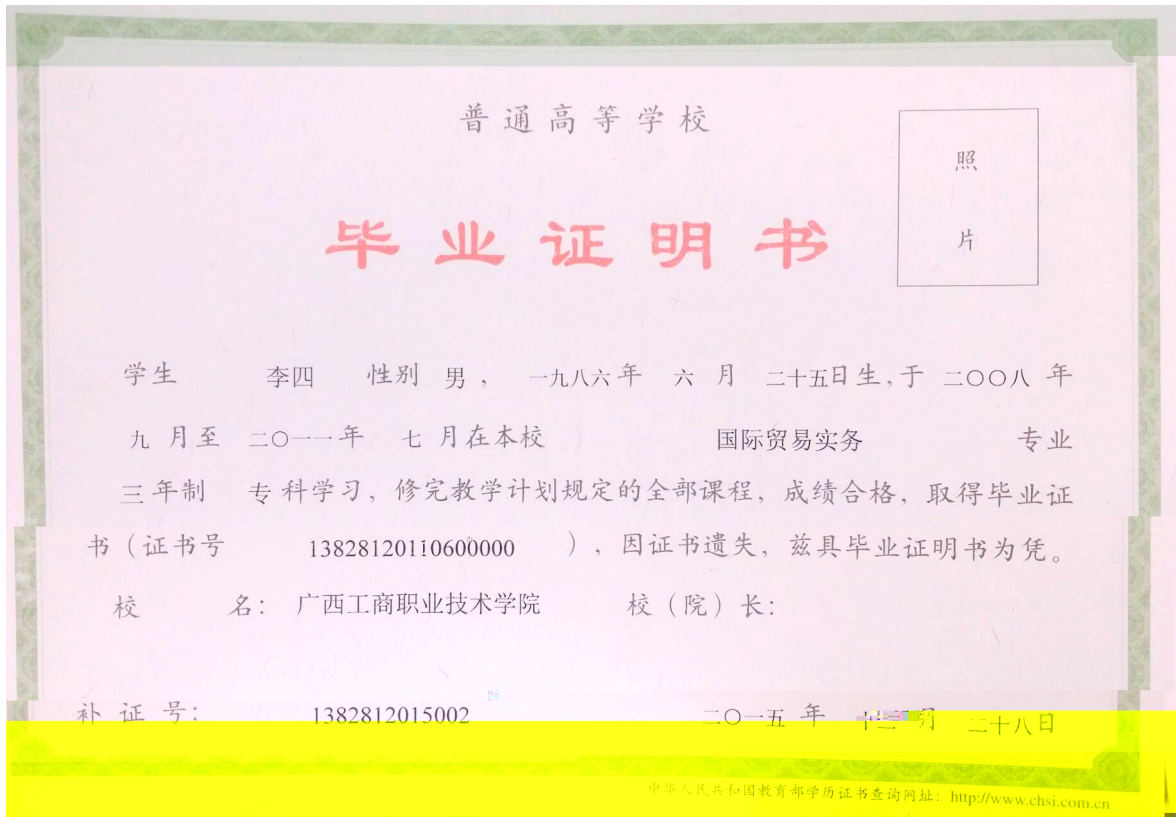 普通高等学校
照
片
毕业证明书
学生 李四 性别 男， 一九八六年 六 月 二十五日生，于 二〇〇八 年
九 月至 二〇一一年 七 月在本校 国际贸易实务 专业
三年制 专科学习，修完教学计划规定的全部课程，成绩合格，取得毕业证
书（证书号 13828120110600000 ），因证书遗失，兹具毕业证明书为凭。
校 名： 广西工商职业技术学院 校（院）长：
补 证 号： 1382812015002 二〇一五 年 月 二十八日
中华人民共和国教育部学历证书查询网址：http://www.chsi.com.cn